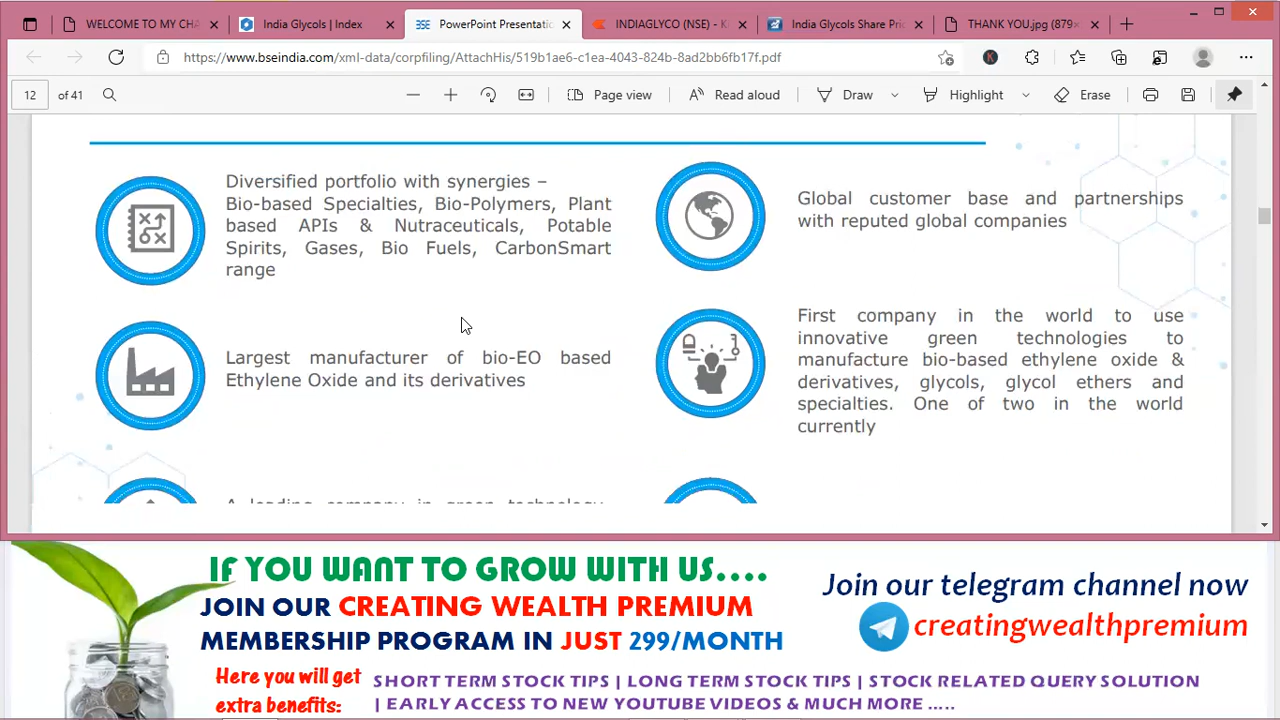 WELCOME TO MY CHA
India Glycols | Index
PowerPoint Presentati
INDIAGLYCO (NSE) - K
India Glycols Share Pri
THANK YOU.jpg (879×
https://www.bseindia.com/xml-data/corpfiling/AttachHis/519b1ae6-c1ea-4043-824b-8ad2bb6fb17f.pdf
12 of 41
Page view
Read aloud
Draw
Highlight
Erase
Diversified portfolio with synergies –
Bio-based Specialties, Bio-Polymers, Plant
based APIs & Nutraceuticals, Potable
Spirits, Gases, Bio Fuels, CarbonSmart
range
Global customer base and partnerships
with reputed global companies
Largest manufacturer of bio-EO based
Ethylene Oxide and its derivatives
First company in the world to use
innovative green technologies to
manufacture bio-based ethylene oxide &
derivatives, glycols, glycol ethers and
specialties. One of two in the world
currently
A leading company in green technology
IF YOU WANT TO GROW WITH US....
JOIN OUR CREATING WEALTH PREMIUM
MEMBERSHIP PROGRAM IN JUST 299/MONTH
Here you will get
extra benefits:
SHORT TERM STOCK TIPS | LONG TERM STOCK TIPS | STOCK RELATED QUERY SOLUTION
| EARLY ACCESS TO NEW YOUTUBE VIDEOS & MUCH MORE .....
Join our telegram channel now
creatingwealthpremium